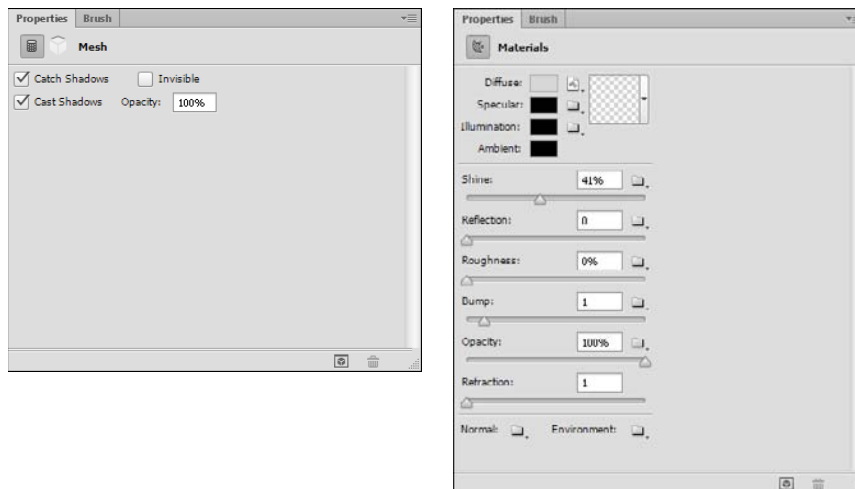 Properties Brush
Mesh
Catch Shadows Invisible
Cast Shadows Opacity: 100%
Properties Brush
Materials
Diffuse:
Specular:
Illumination:
Ambient:
Shine: 41%
Reflection: 0
Roughness: 0%
Bump: 1
Opacity: 100%
Refraction: 1
Normal: Environment: